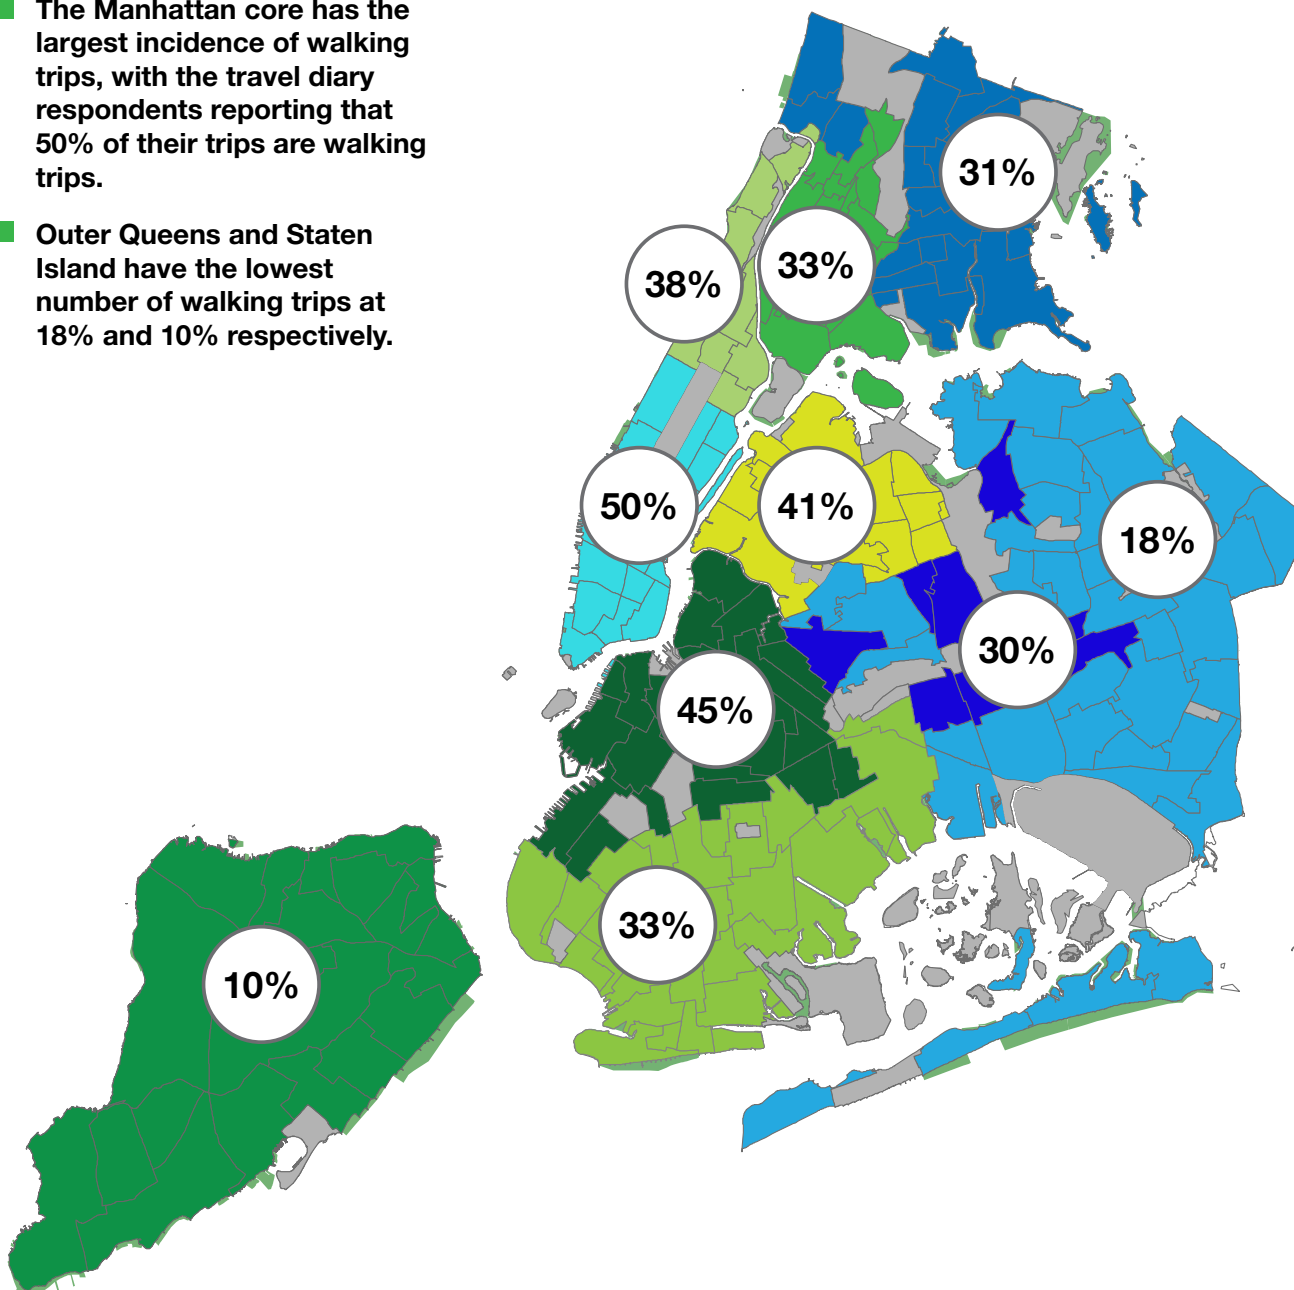 The Manhattan core has the
largest incidence of walking
trips, with the travel diary
respondents reporting that
50% of their trips are walking
trips.
Outer Queens and Staten
Island have the lowest
number of walking trips at
18% and 10% respectively.
31%
33%
38%
50%
41%
18%
30%
45%
33%
10%